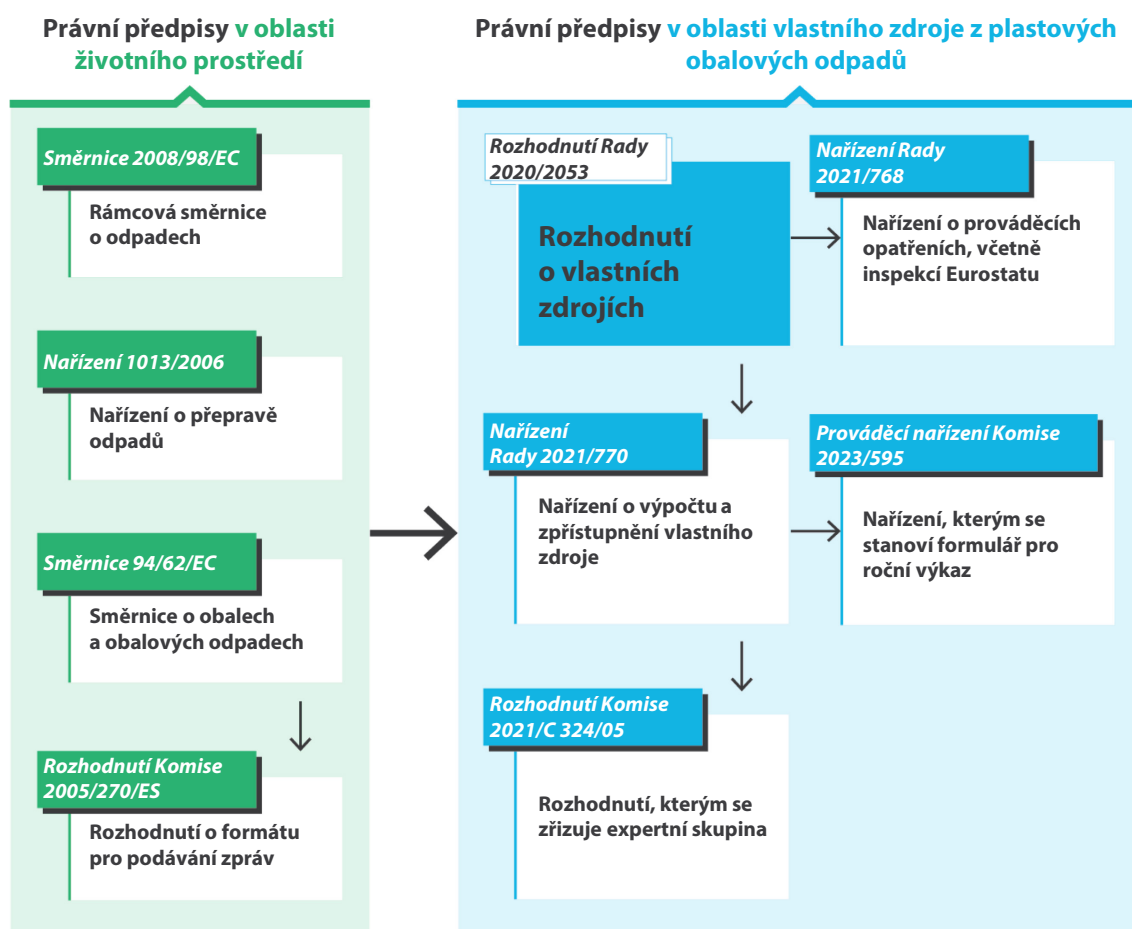 Právní předpisy v oblasti
životního prostředí
Směrnice 2008/98/EC
Rámcová směrnice
o odpadech
Nařízení 1013/2006
Nařízení o přepravě
odpadů
Směrnice 94/62/EC
Směrnice o obalech
a obalových odpadech
Rozhodnutí Komise
2005/270/ES
Rozhodnutí o formátu
pro podávání zpráv
Právní předpisy v oblasti vlastního zdroje z plastových
obalových odpadů
Rozhodnutí Rady
2020/2053
Rozhodnutí
o vlastních
zdrojích
Nařízení Rady
2021/768
Nařízení o prováděcích
opatřeních, včetně
inspekcí Eurostatu
Nařízení
Rady 2021/770
Nařízení o výpočtu a
zpřístupnění vlastního
zdroje
Prováděcí nařízení Komise
2023/595
Nařízení, kterým se
stanoví formulář pro
roční výkaz
Rozhodnutí Komise
2021/C 324/05
Rozhodnutí, kterým se
zřizuje expertní skupina